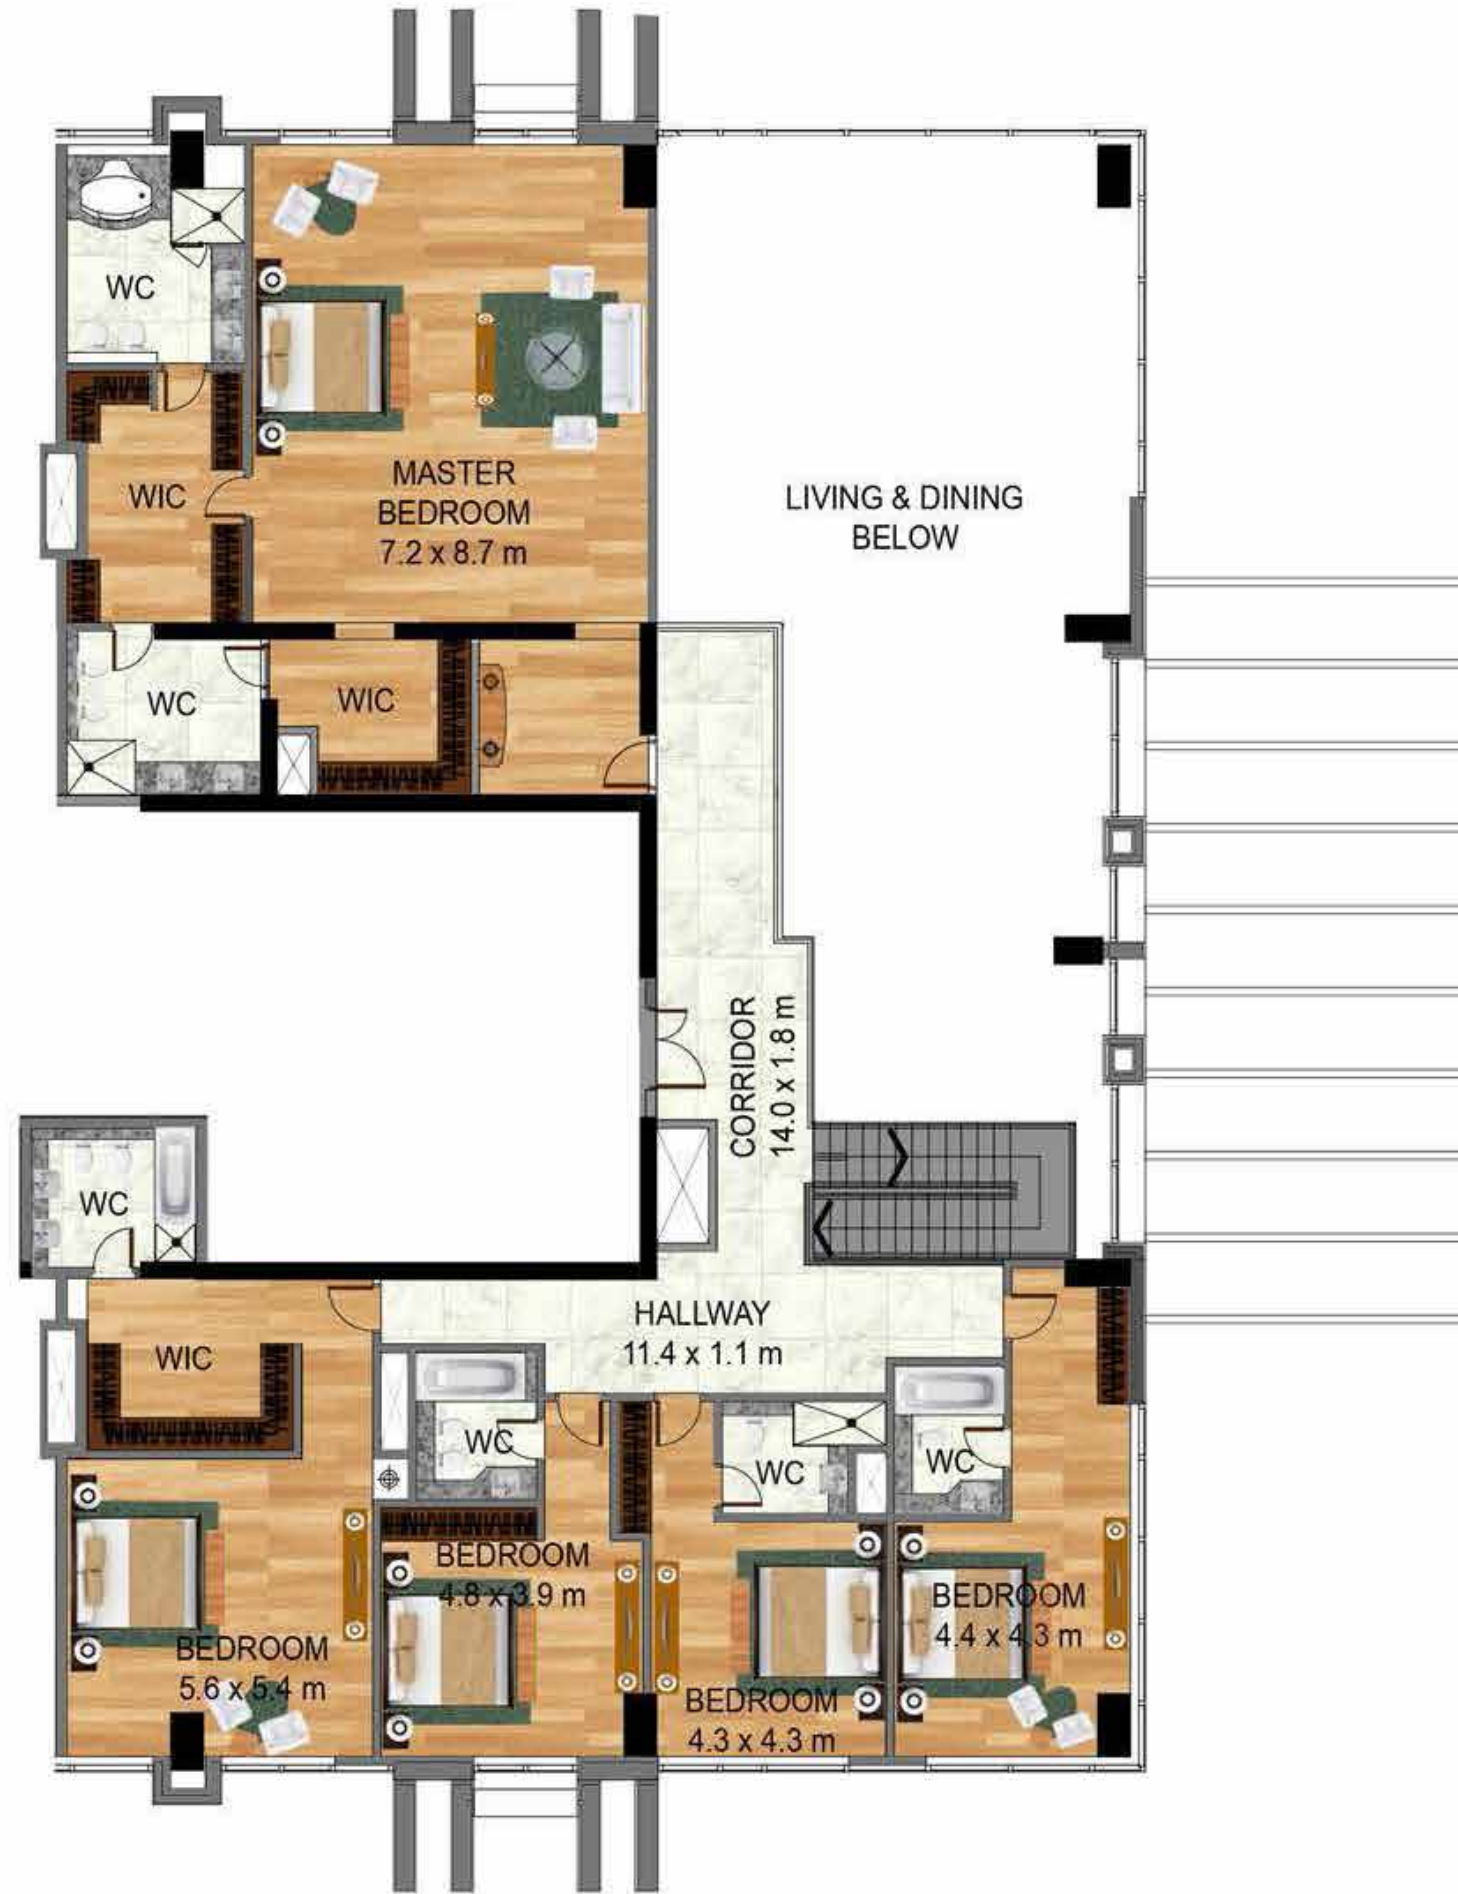 WC
MASTER
BEDROOM
7.2 x 8.7 m
WIC
LIVING & DINING
BELOW
WC
WIC
CORRIDOR
14.0 x 1.8 m
WC
HALLWAY
11.4 x 1.1 m
WIC
WC
WC
WC
BEDROOM
4.8 x 3.9 m
BEDROOM
4.4 x 4.3 m
BEDROOM
5.6 x 5.4 m
BEDROOM
4.3 x 4.3 m